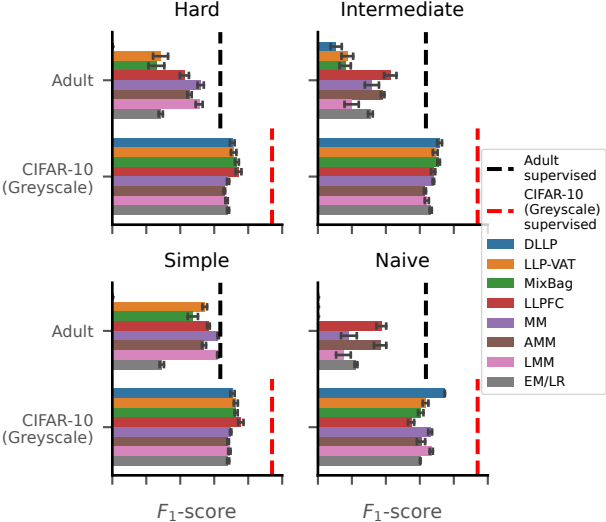 Hard
Intermediate
Adult
CIFAR-10
(Greyscale)
Adult
supervised
CIFAR-10
(Greyscale)
supervised
DLLP
LLP-VAT
MixBag
LLPFC
MM
AMM
LMM
EM/LR
Simple
Naive
Adult
CIFAR-10
(Greyscale)
F₁-score
F₁-score